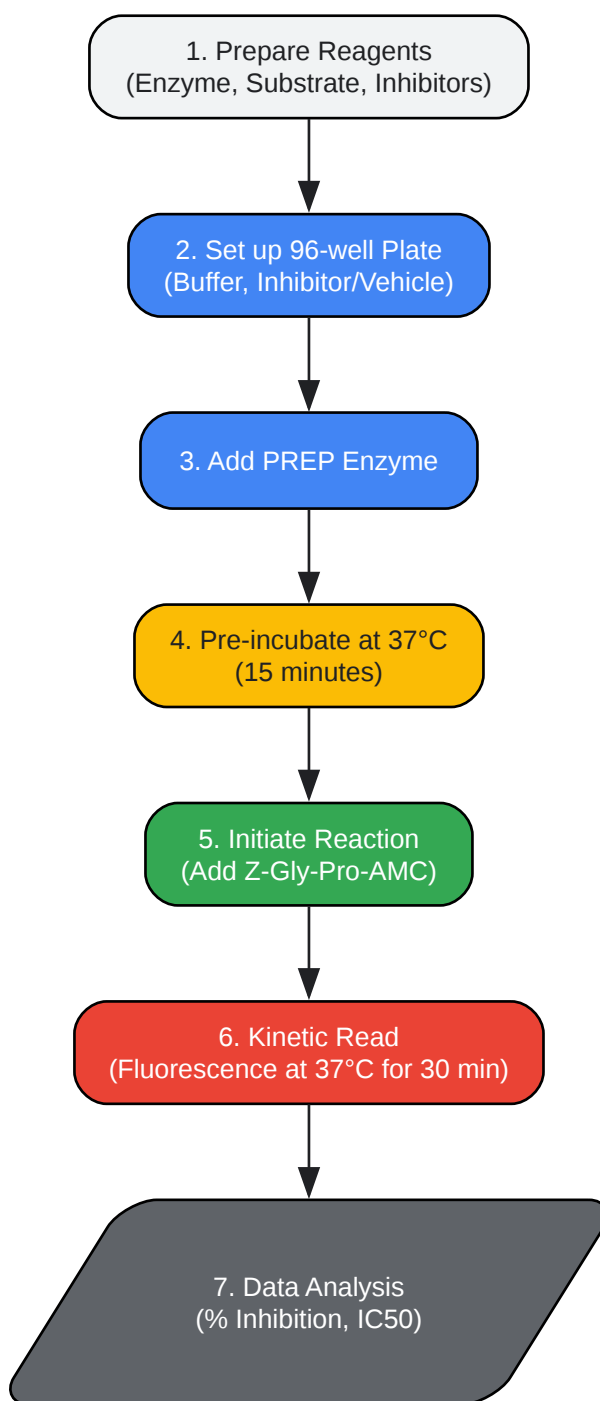 1. Prepare Reagents
(Enzyme, Substrate, Inhibitors)
2. Set up 96-well Plate
(Buffer, Inhibitor/Vehicle)
3. Add PREP Enzyme
4. Pre-incubate at 37°C
(15 minutes)
5. Initiate Reaction
(Add Z-Gly-Pro-AMC)
6. Kinetic Read
(Fluorescence at 37°C for 30 min)
7. Data Analysis
(% Inhibition, IC50)